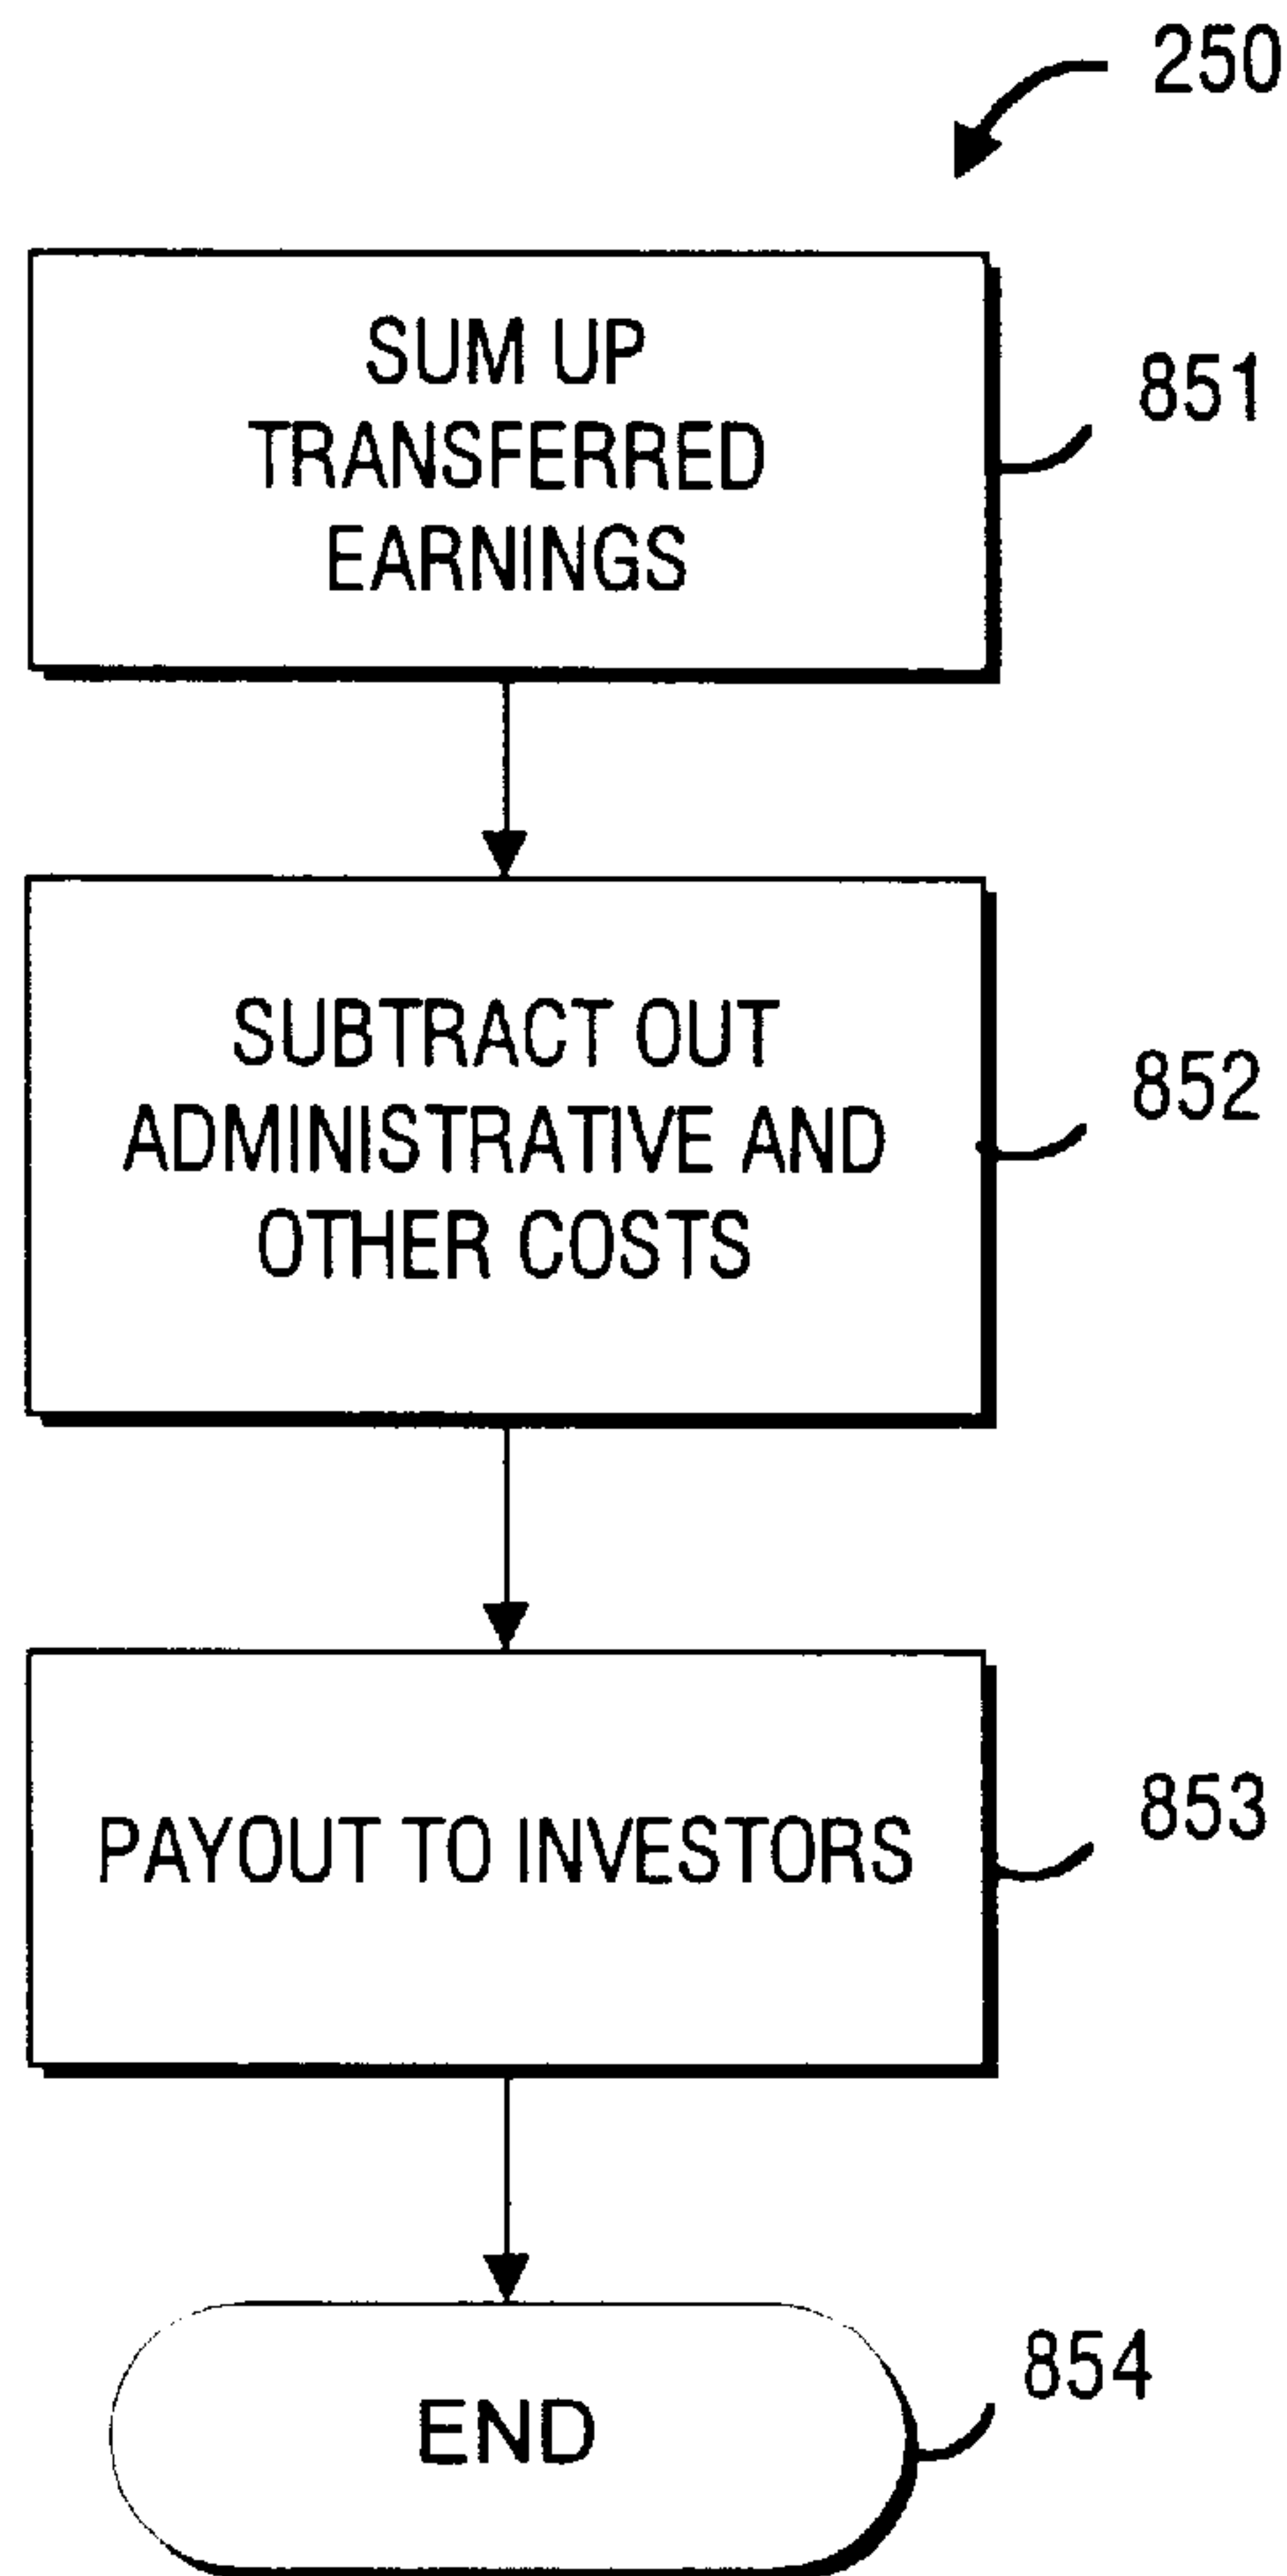 250
SUM UP
TRANSFERRED
EARNINGS
851
SUBTRACT OUT
ADMINISTRATIVE AND
OTHER COSTS
852
PAYOUT TO INVESTORS
853
END
854